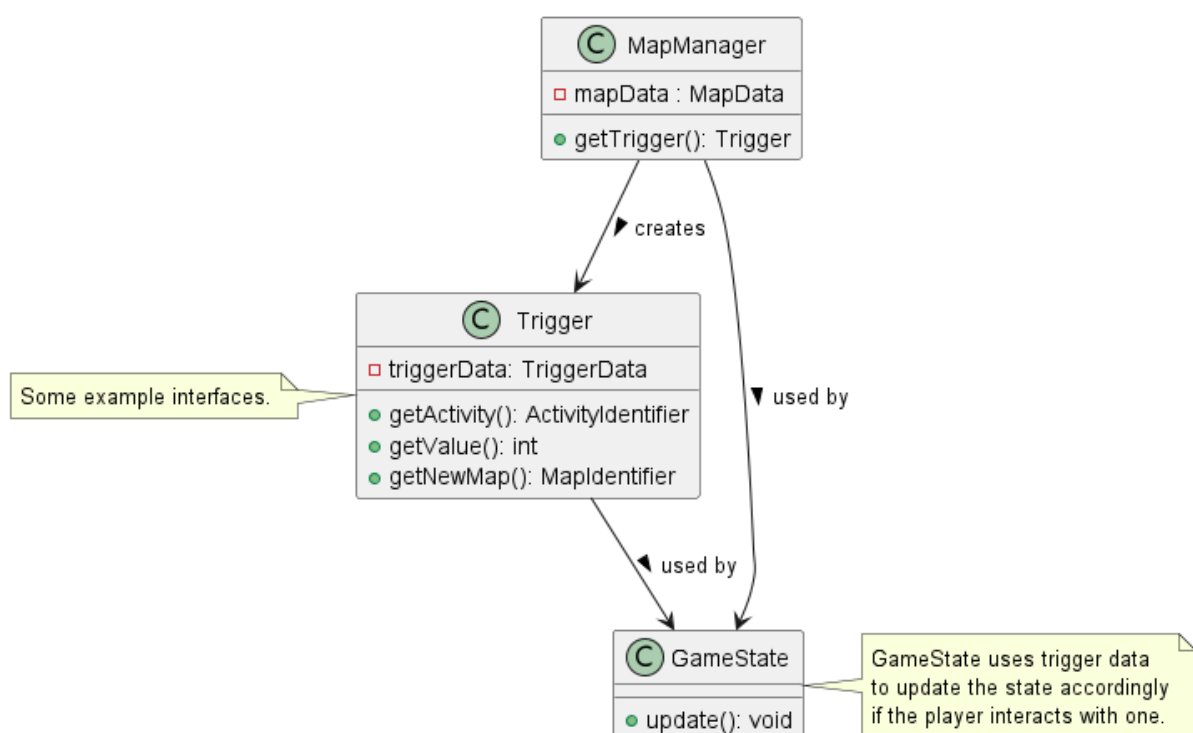 C MapManager
mapData : MapData
getTrigger(): Trigger
creates
C Trigger
triggerData: TriggerData
getActivity(): ActivityIdentifier
getValue(): int
getNewMap(): MapIdentifier
Some example interfaces.
used by
used by
C GameState
update(): void
GameState uses trigger data
to update the state accordingly
if the player interacts with one.